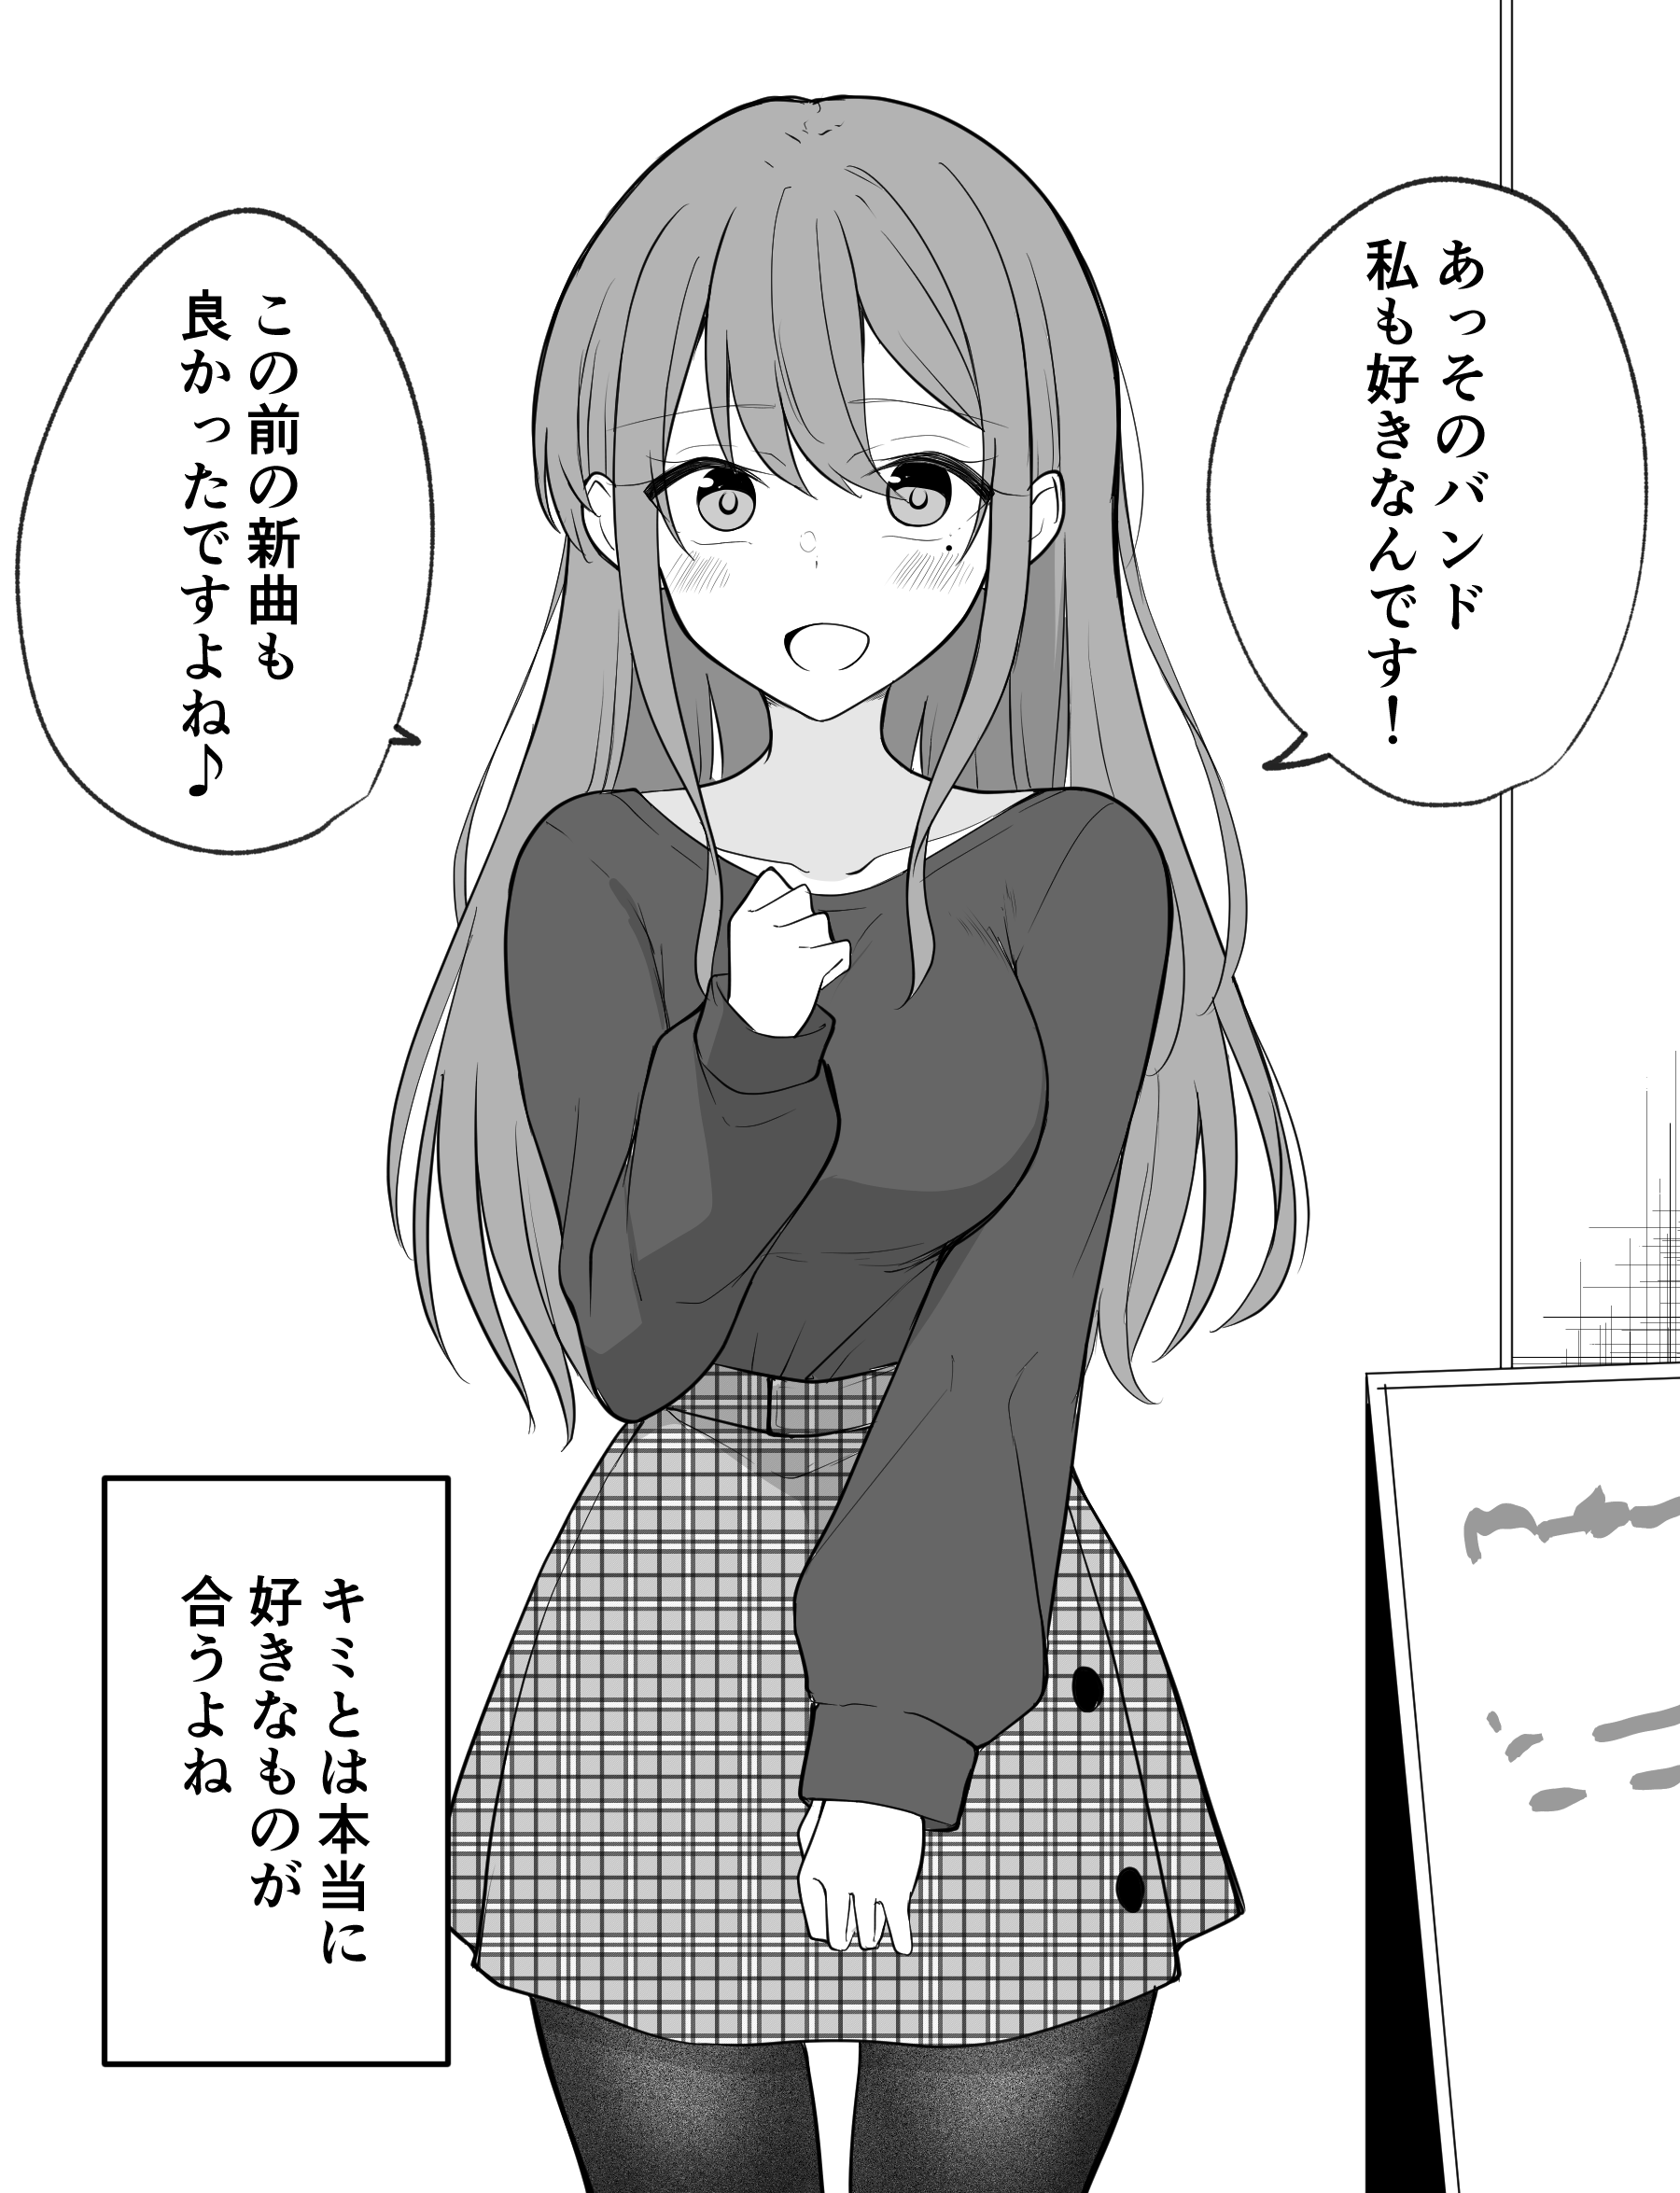 あっそのバンド
私も好きなんです！
この前の新曲も
良かったですよね♪
キミとは本当に
好きなものが
合うよね